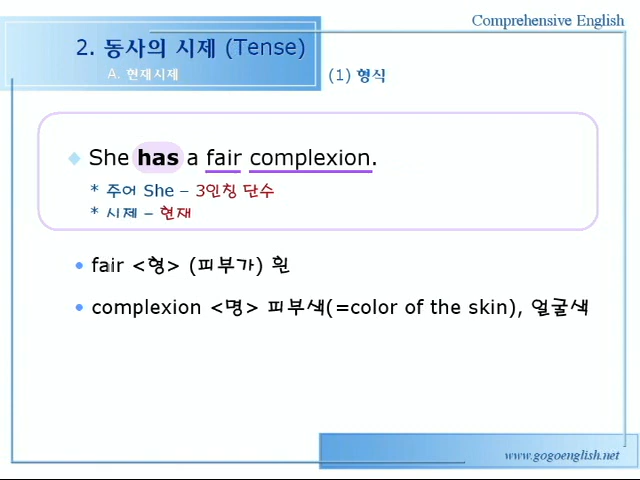 Comprehensive English
2. 동사의 시제 (Tense)
A. 현재시제
(1) 형식
She has a fair complexion.
* 주어 She – 3인칭 단수
* 시제 – 현재
fair <형> (피부가) 흰
complexion <명> 피부색(=color of the skin), 얼굴색
www.gogoenglish.net